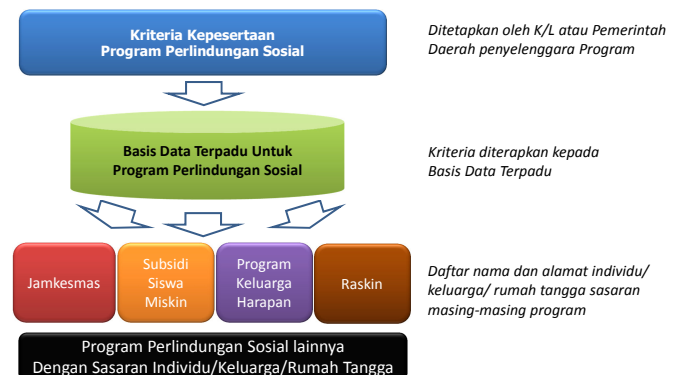 Kriteria Kepesertaan
Program Perlindungan Sosial
Ditetapkan oleh K/L atau Pemerintah
Daerah penyelenggara Program
Basis Data Terpadu Untuk
Program Perlindungan Sosial
Kriteria diterapkan kepada
Basis Data Terpadu
Jamkesmas
Subsidi
Siswa
Miskin
Program
Keluarga
Harapan
Raskin
Daftar nama dan alamat individu/
keluarga/ rumah tangga sasaran
masing-masing program
Program Perlindungan Sosial lainnya
Dengan Sasaran Individu/Keluarga/Rumah Tangga